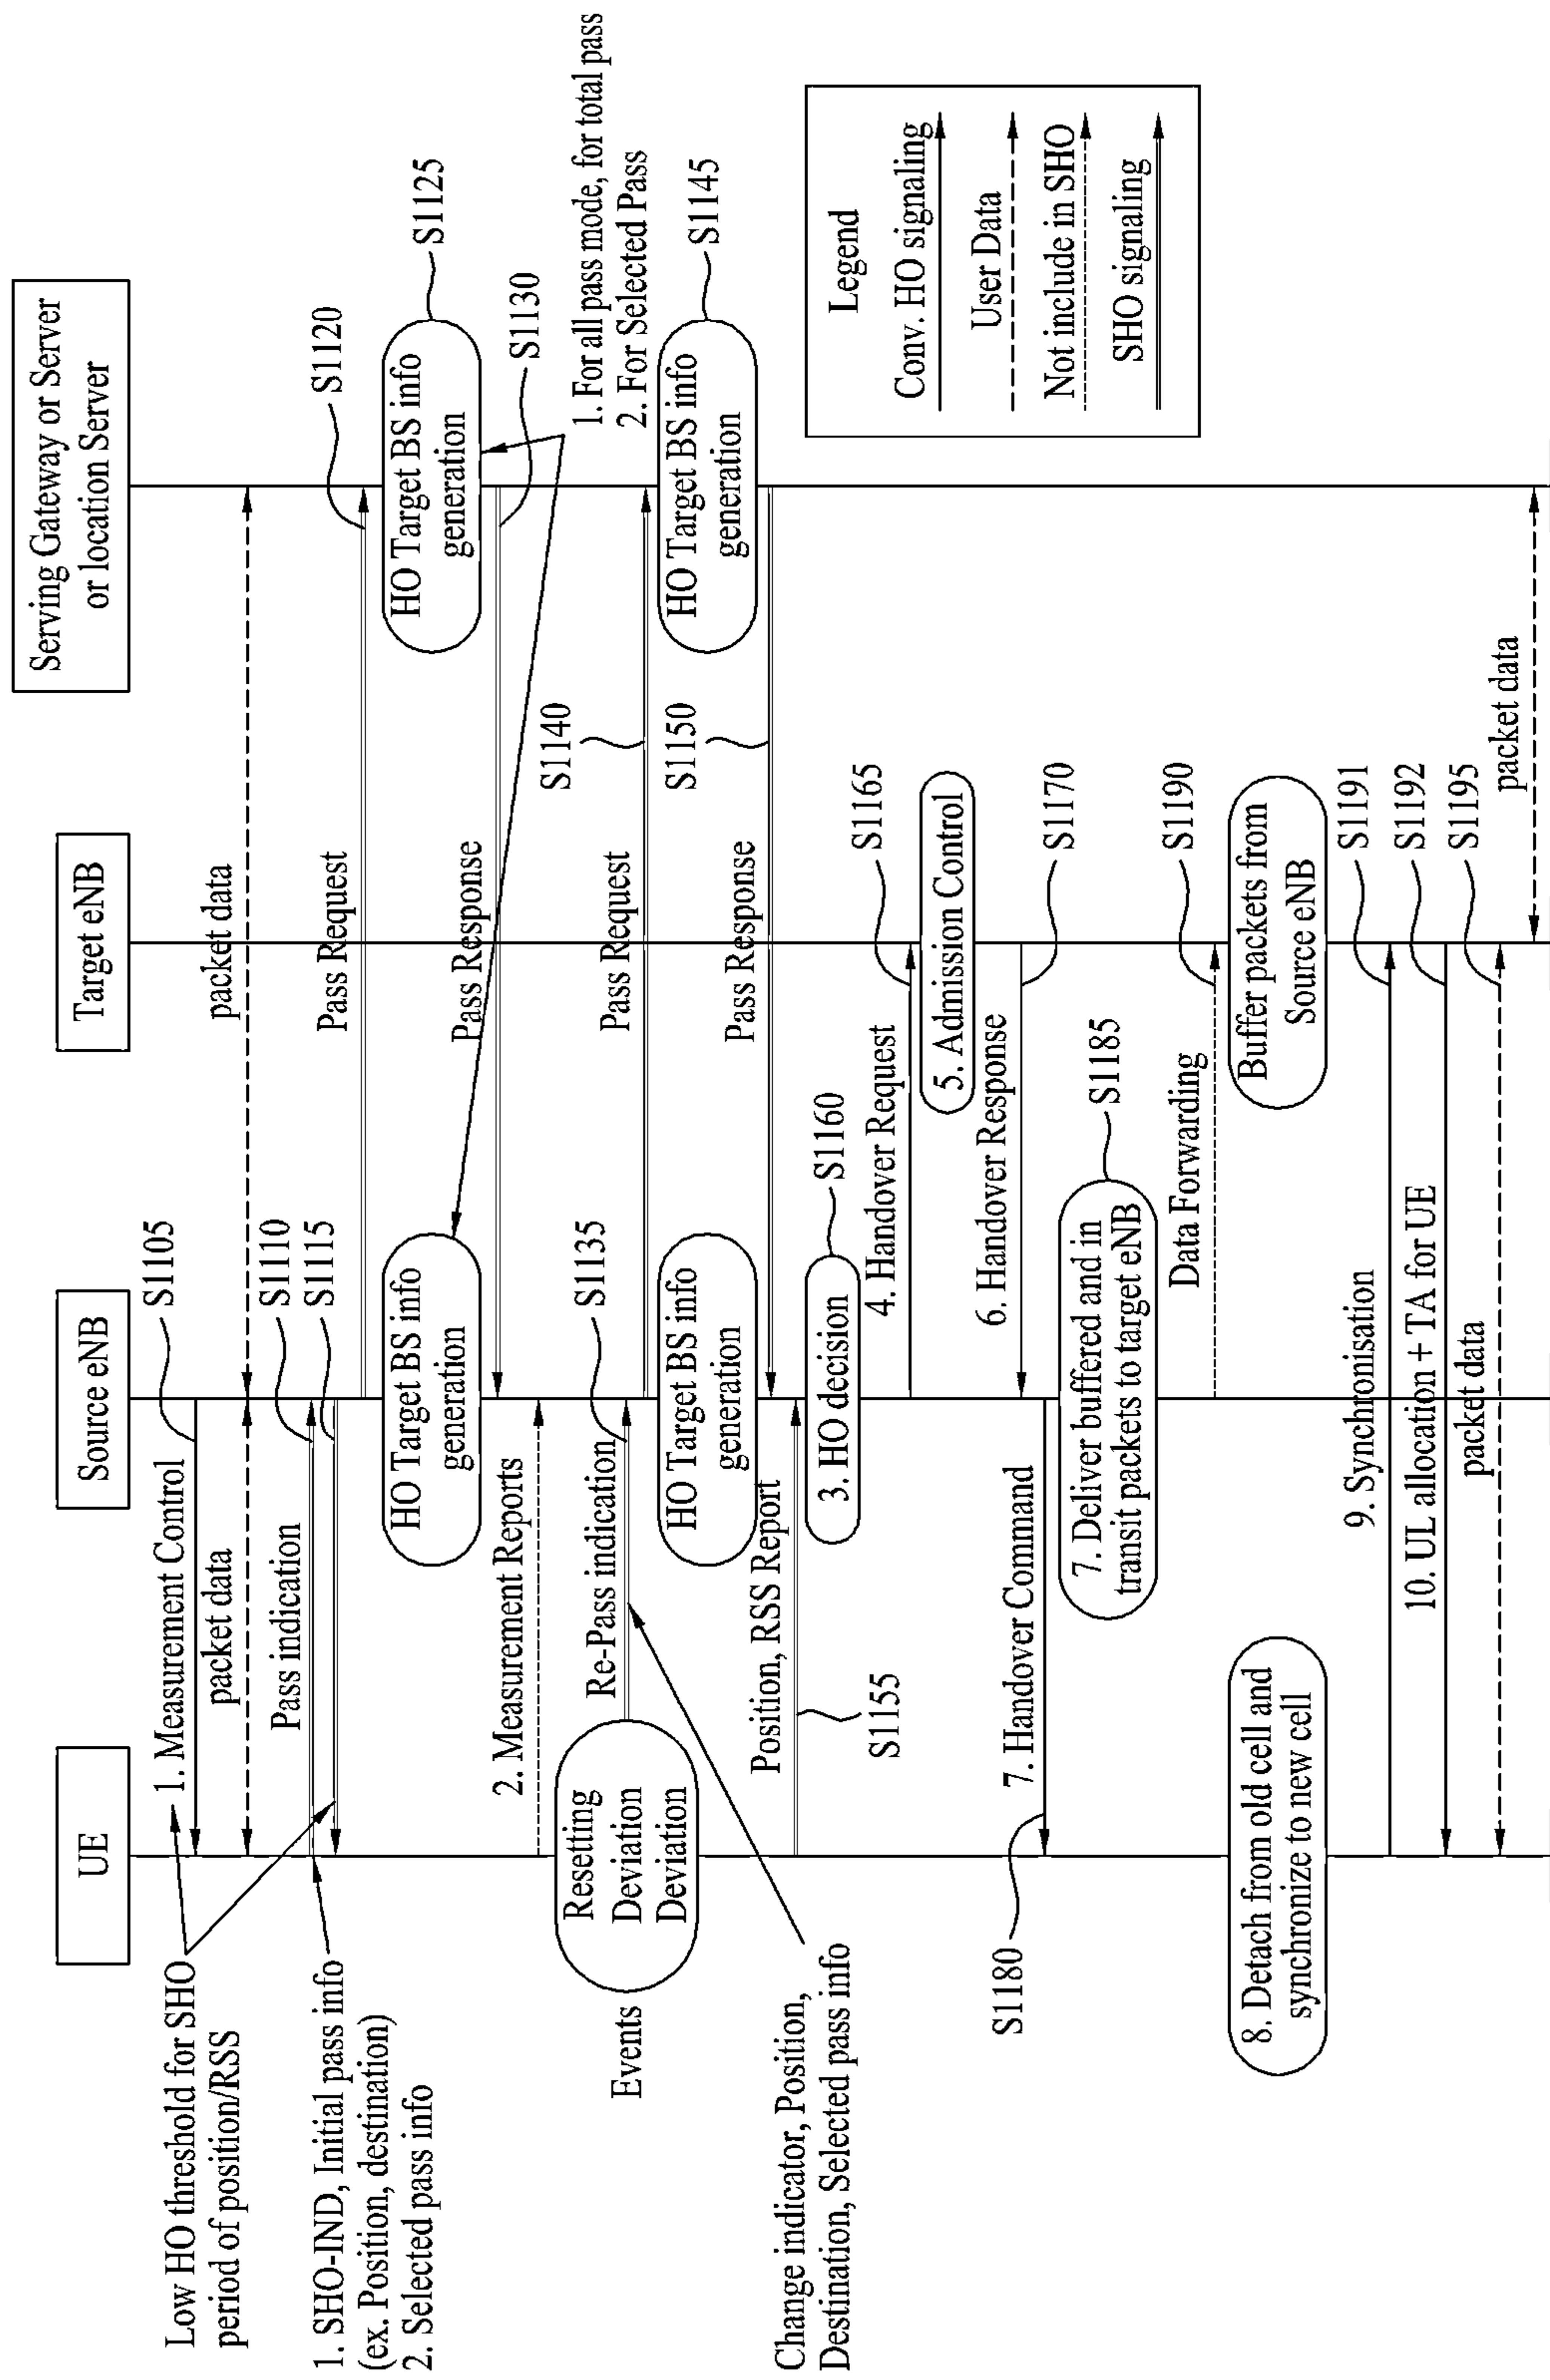 UE
Source eNB
Target eNB
Serving Gateway or Server
or location Server
Low HO threshold for SHO
period of position/RSS
1. Measurement Control
S1105
packet data
packet data
1. SHO-IND, Initial pass info
(ex. Position, destination)
2. Selected pass info
Pass indication
S1110
S1115
Pass Request
S1120
HO Target BS info
generation
HO Target BS info
generation
S1125
Pass Response
S1130
1. For all pass mode, for total pass
2. For Selected Pass
2. Measurement Reports
Events
Resetting
Deviation
Deviation
Re-Pass indication
S1135
Pass Request
S1140
Change indicator, Position,
Destination, Selected pass info
HO Target BS info
generation
HO Target BS info
generation
S1145
Pass Response
S1150
Position, RSS Report
S1155
3. HO decision
S1160
4. Handover Request
S1165
5. Admission Control
6. Handover Response
S1170
7. Handover Command
S1180
7. Deliver buffered and in
transit packets to target eNB
S1185
Data Forwarding
S1190
8. Detach from old cell and
synchronize to new cell
Buffer packets from
Source eNB
9. Synchronisation
S1191
10. UL allocation + TA for UE
S1192
packet data
S1195
packet data
Legend
Conv. HO signaling
User Data
Not include in SHO
SHO signaling